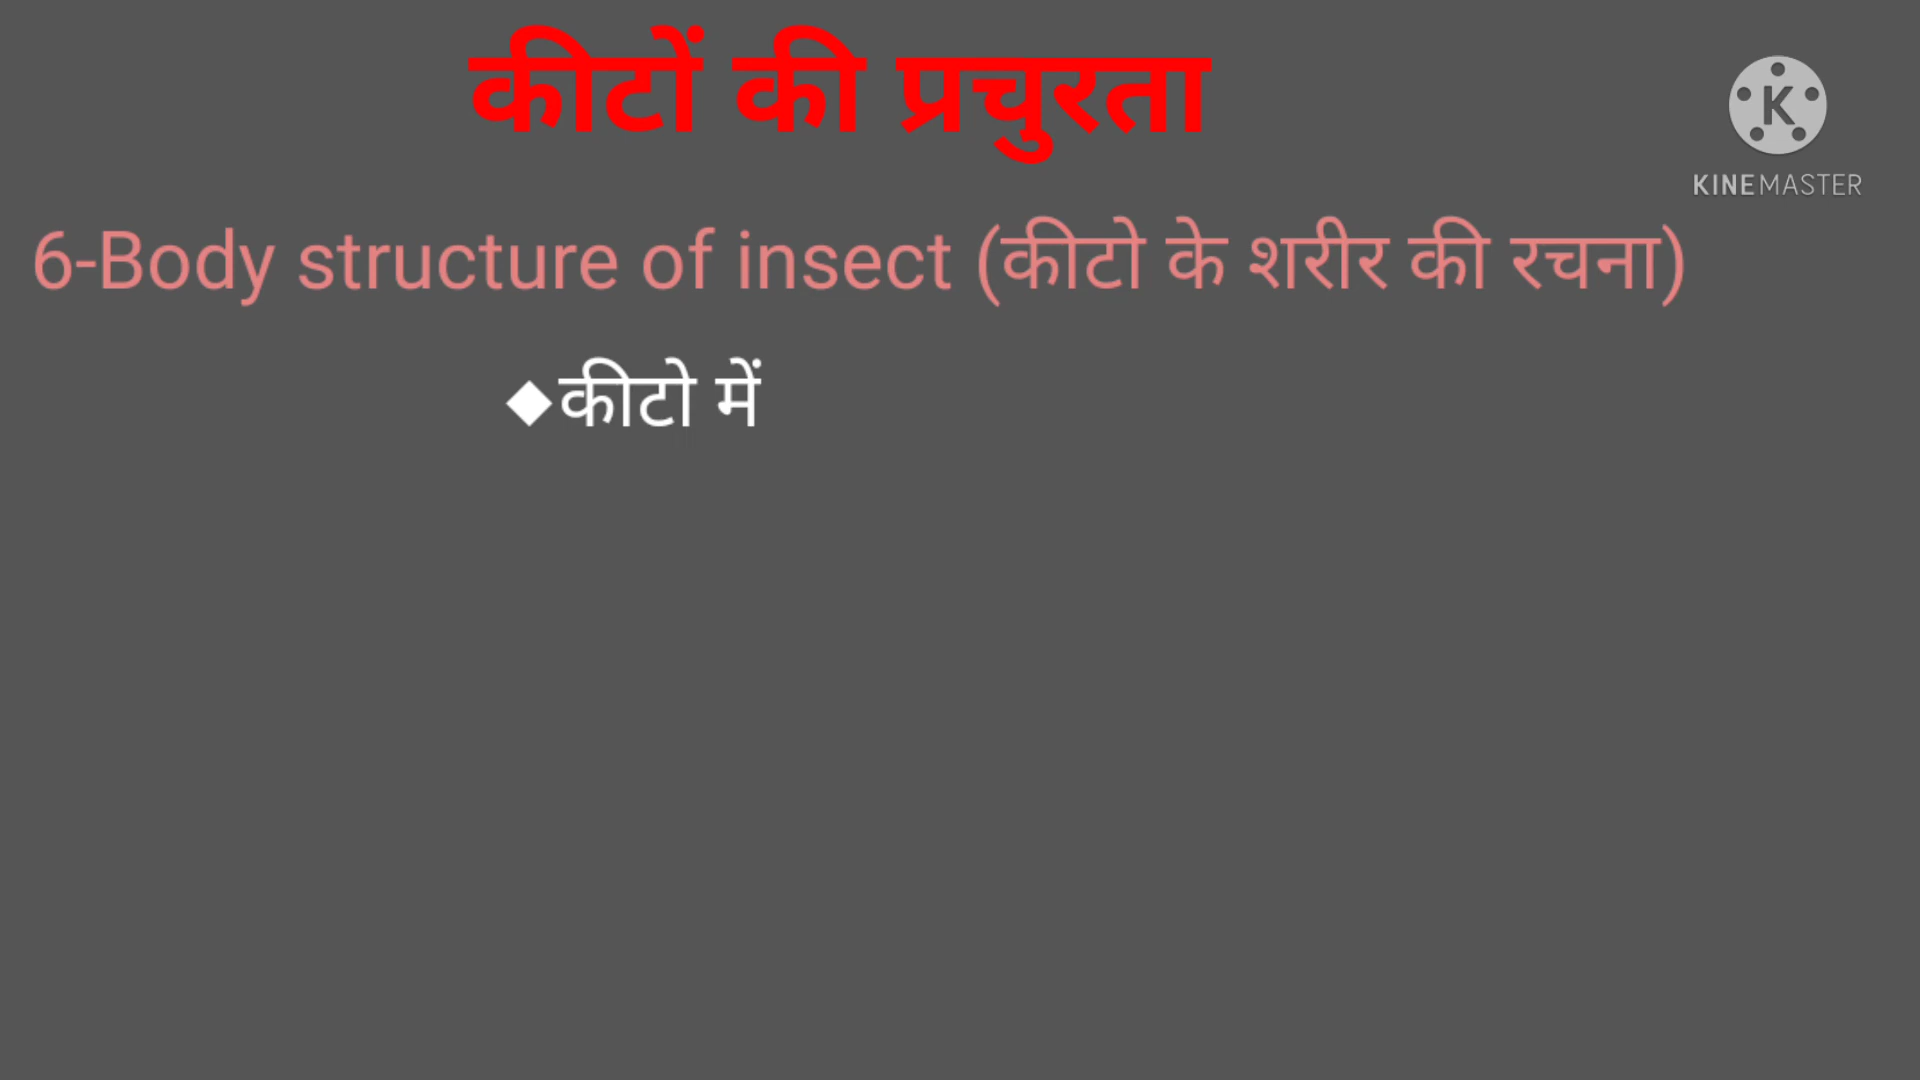 कीटों की प्रचुरता
KINEMASTER
6-Body structure of insect (कीटो के शरीर की रचना)
◆कीटो में